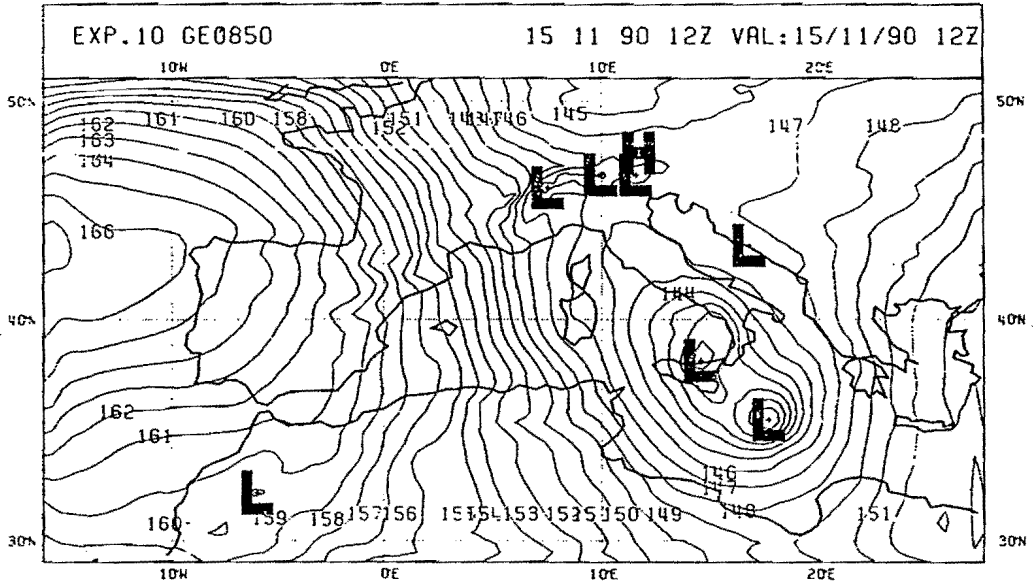 EXP.10 GE0850 15 11 90 12Z VAL:15/11/90 12Z
10W 0E 10E 20E
50N 50N
162 161 160 158 152 151 146 145 147 148
163
164
L L L H
166
L
144
40N 40N
L
162
161
L
L
146
147
160 159 158 157 156 153 150 149 148 151
30N 30N
10W 0E 10E 20E